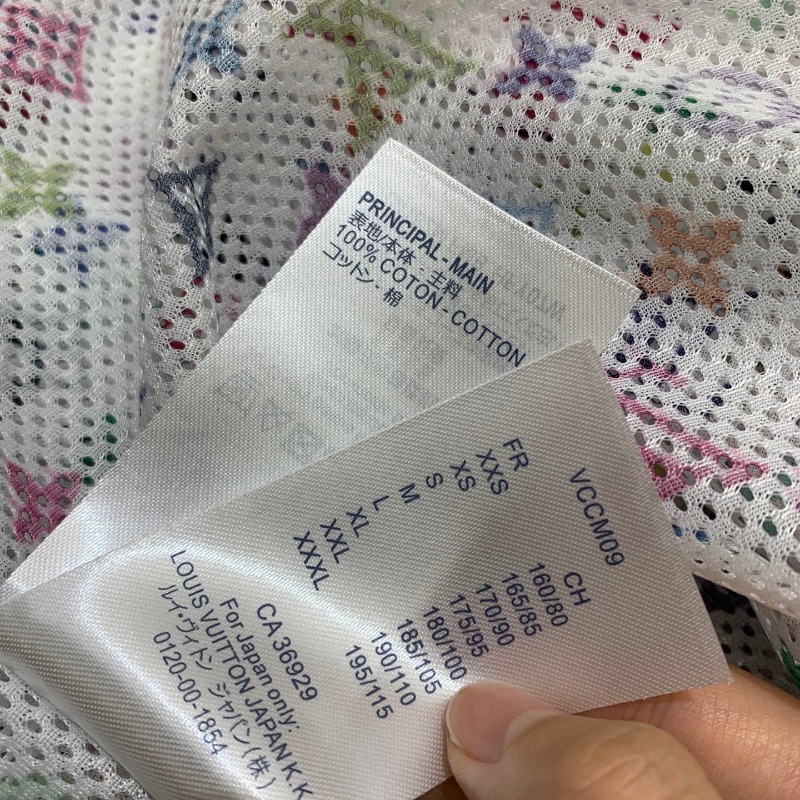 PRINCIPAL - MAIN
表地/本体 - 主料
100% COTON - COTTON
コットン - 棉
VCCM09
FR CH
XXS 160/80
XS 165/85
S 170/90
M 175/95
L 180/100
XL 185/105
XXL 190/110
XXXL 195/115
CA 36929
For Japan only:
LOUIS VUITTON JAPAN K.K
ルイ・ヴィトン ジャパン(株)
0120-00-1854